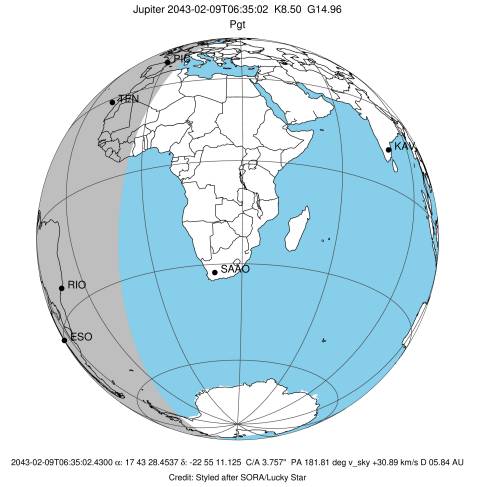 Jupiter 2043-02-09T06:35:02 K8.50 G14.96
Pgt
PIC
TEN
KAV
SAAO
RIO
ESO
2043-02-09T06:35:02.4300 α: 17 43 28.4537 δ: -22 55 11.125 C/A 3.757" PA 181.81 deg v_sky +30.89 km/s D 05.84 AU
Credit: Styled after SORA/Lucky Star